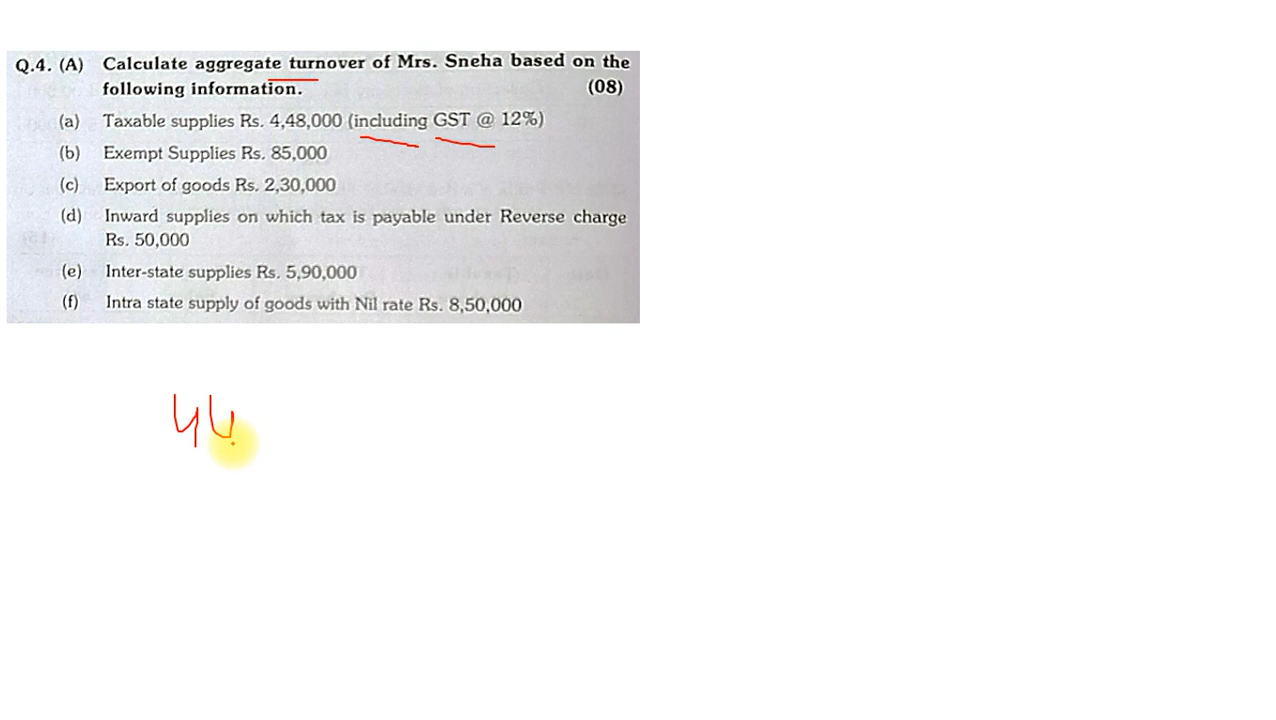 Q.4. (A) Calculate aggregate turnover of Mrs. Sneha based on the
following information. (08)
(a) Taxable supplies Rs. 4,48,000 (including GST @ 12%)
(b) Exempt Supplies Rs. 85,000
(c) Export of goods Rs. 2,30,000
(d) Inward supplies on which tax is payable under Reverse charge
Rs. 50,000
(e) Inter-state supplies Rs. 5,90,000
(f) Intra state supply of goods with Nil rate Rs. 8,50,000
44